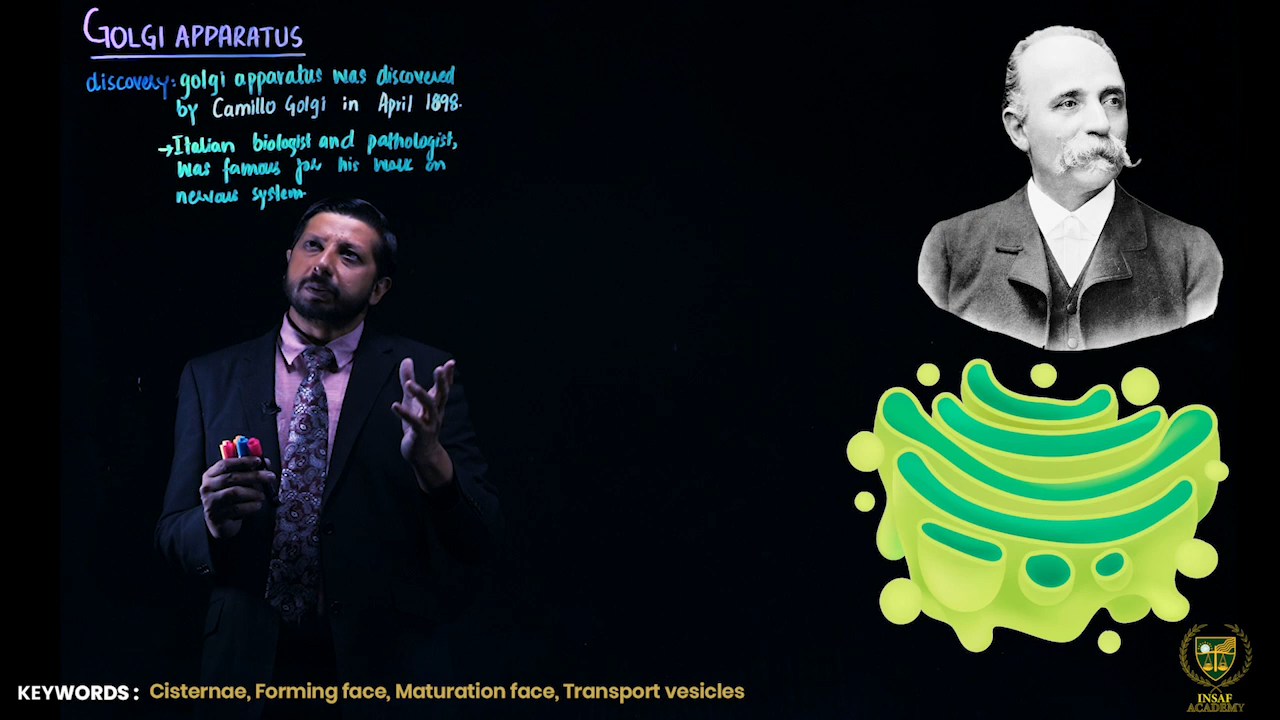 GOLGI APPARATUS
discovery: golgi apparatus was discovered
by Camillo Golgi in April 1898.
→Italian biologist and pathologist,
was famous for his work on
nervous system.
KEYWORDS: Cisternae, Forming face, Maturation face, Transport vesicles
INSAF
ACADEMY